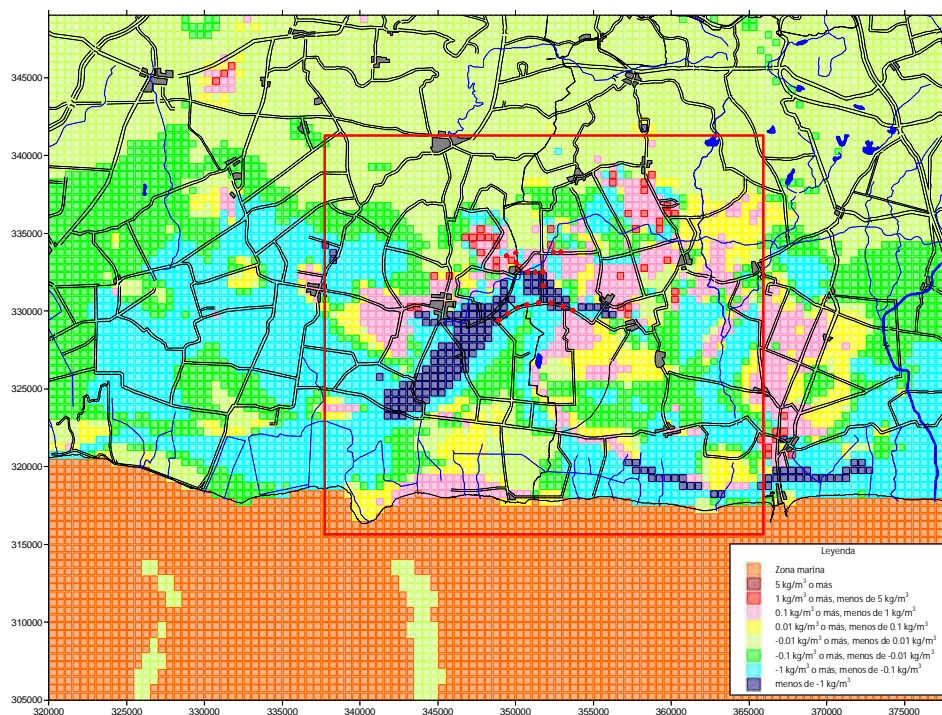 345000
340000
335000
330000
325000
320000
315000
310000
305000
320000 325000 330000 335000 340000 345000 350000 355000 360000 365000 370000 375000
Leyenda
Zona marina
5 kg/m³ o más
1 kg/m³ o más, menos de 5 kg/m³
0.1 kg/m³ o más, menos de 1 kg/m³
0.01 kg/m³ o más, menos de 0.1 kg/m³
-0.01 kg/m³ o más, menos de 0.01 kg/m³
-0.1 kg/m³ o más, menos de -0.01 kg/m³
-1 kg/m³ o más, menos de -0.1 kg/m³
menos de -1 kg/m³